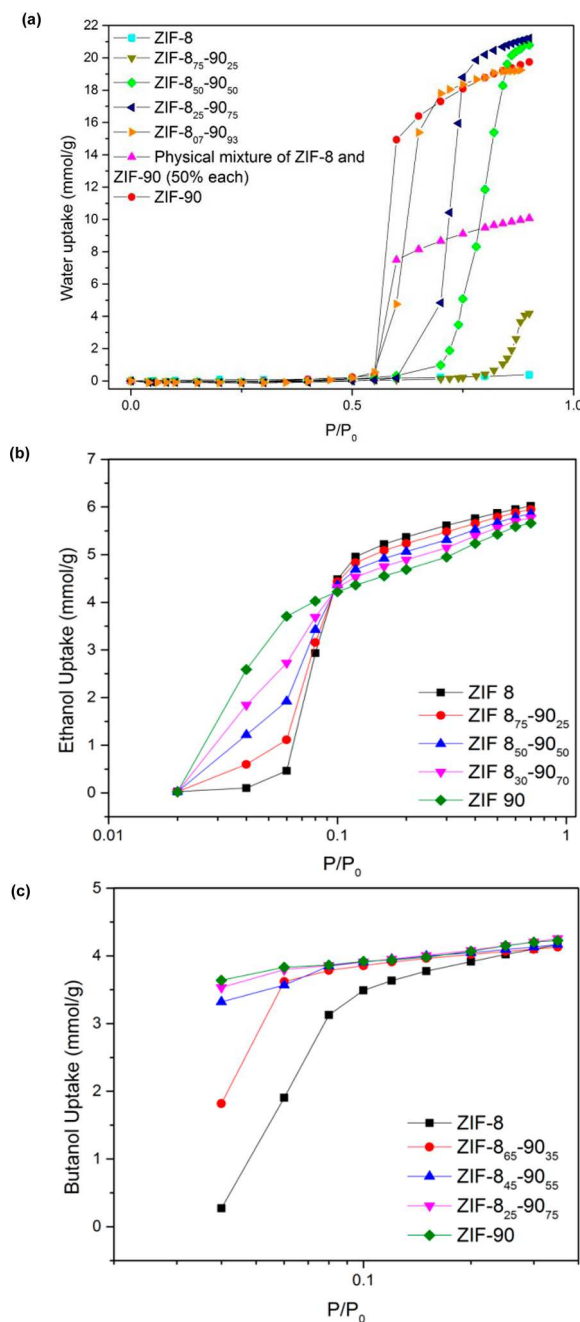 (a)
22
20
18
16
14
12
10
8
6
4
2
0
Water uptake (mmol/g)
ZIF-8
ZIF-8₇₅-90₂₅
ZIF-8₅₀-90₅₀
ZIF-8₂₅-90₇₅
ZIF-8₀₇-90₉₃
Physical mixture of ZIF-8 and
ZIF-90 (50% each)
ZIF-90
0.0
0.5
1.0
P/P₀
(b)
7
6
5
4
3
2
1
0
Ethanol Uptake (mmol/g)
ZIF 8
ZIF 8₇₅-90₂₅
ZIF 8₅₀-90₅₀
ZIF 8₃₀-90₇₀
ZIF 90
0.01
0.1
1
P/P₀
(c)
5
4
3
2
1
0
Butanol Uptake (mmol/g)
ZIF-8
ZIF-8₆₅-90₃₅
ZIF-8₄₅-90₅₅
ZIF-8₂₅-90₇₅
ZIF-90
0.1
P/P₀